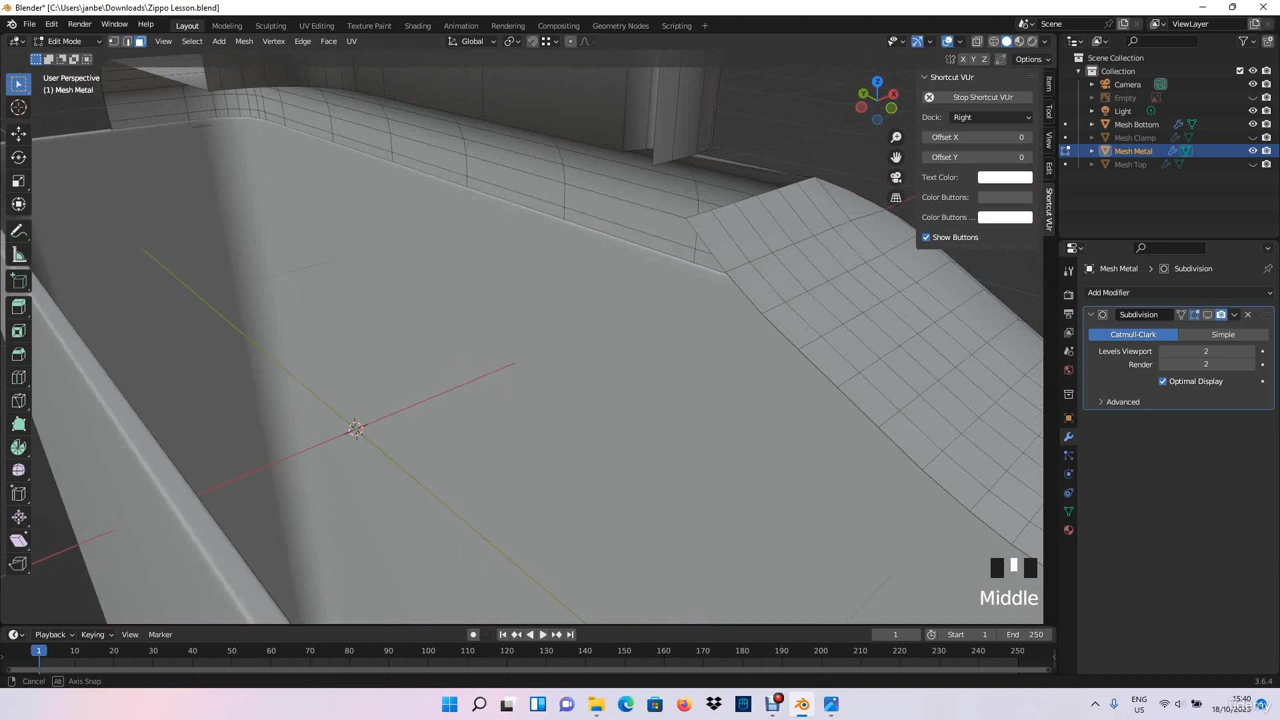 Blender* [C:\Users\janbe\Downloads\Zippo Lesson.blend]
File Edit Render Window Help Layout Modeling Sculpting UV Editing Texture Paint Shading Animation Rendering Compositing Geometry Nodes Scripting + Scene ViewLayer
Edit Mode View Select Add Mesh Vertex Edge Face UV Global
X Y Z Options
User Perspective
(1) Mesh Metal
Shortcut VUr
Stop Shortcut VUr
Dock: Right
Offset X 0
Offset Y 0
Text Color:
Color Buttons:
Color Buttons ...
Show Buttons
Item
Tool
View
Edit
Shortcut VUr
Z
Y
X
Scene Collection
Collection
Camera
Empty
Light
Mesh Bottom
Mesh Clamp
Mesh Metal
Mesh Top
Mesh Metal > Subdivision
Add Modifier
Subdivision
Catmull-Clark Simple
Levels Viewport 2
Render 2
Optimal Display
Advanced
Middle
Playback Keying View Marker 1 Start 1 End 250
1 10 20 30 40 50 60 70 80 90 100 110 120 130 140 150 160 170 180 190 200 210 220 230 240 250
Cancel Alt Axis Snap 3.6.4
ENG
US
15:40
18/10/2023